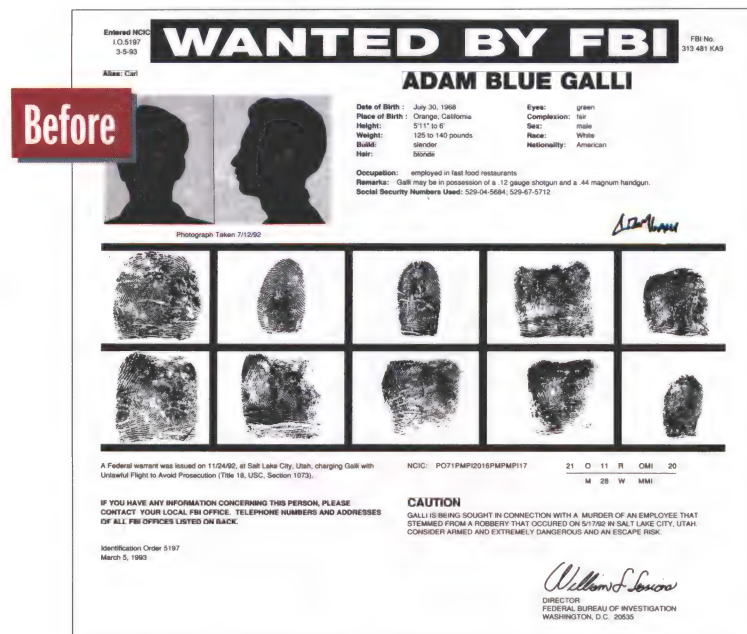 Before
Entered NCIC
I.O.5197
3-5-93
WANTED BY FBI
FBI No.
313 481 KA9
Alias: Carl
ADAM BLUE GALLI
Date of Birth : July 30, 1968
Place of Birth : Orange, California
Height: 5'11" to 6'
Weight: 125 to 140 pounds
Build: slender
Hair: blonde
Eyes: green
Complexion: fair
Sex: male
Race: White
Nationality: American
Occupation: employed in fast food restaurants
Remarks: Galli may be in possession of a .12 gauge shotgun and a .44 magnum handgun.
Social Security Numbers Used: 529-04-5684; 529-67-5712
Photograph Taken 7/12/92
A Federal warrant was issued on 11/24/92, at Salt Lake City, Utah, charging Galli with
Unlawful Flight to Avoid Prosecution (Title 18, USC, Section 1073).
NCIC: PO71PMPI2016PMPMPI17
21 O 11 R OMI 20
M 28 W MMI
IF YOU HAVE ANY INFORMATION CONCERNING THIS PERSON, PLEASE
CONTACT YOUR LOCAL FBI OFFICE. TELEPHONE NUMBERS AND ADDRESSES
OF ALL FBI OFFICES LISTED ON BACK.
CAUTION
GALLI IS BEING SOUGHT IN CONNECTION WITH A MURDER OF AN EMPLOYEE THAT
STEMMED FROM A ROBBERY THAT OCCURED ON 5/17/92 IN SALT LAKE CITY, UTAH.
CONSIDER ARMED AND EXTREMELY DANGEROUS AND AN ESCAPE RISK.
Identification Order 5197
March 5, 1993
William S. Sessions
DIRECTOR
FEDERAL BUREAU OF INVESTIGATION
WASHINGTON, D.C. 20535